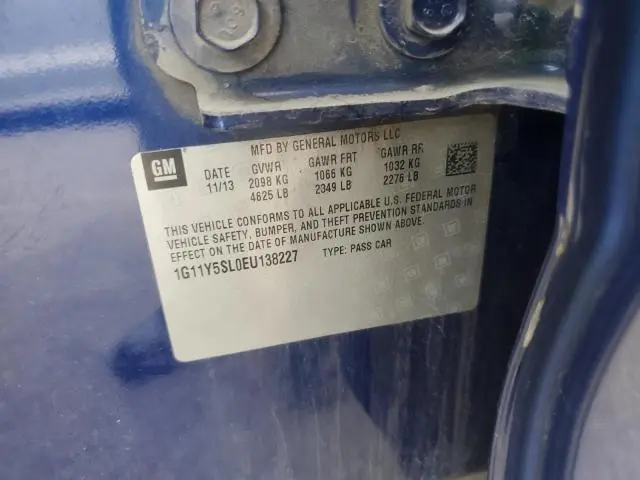 MFD BY GENERAL MOTORS LLC
GM
DATE GVWR GAWR FRT GAWR RR
11/13 2098 KG 1066 KG 1032 KG
4625 LB 2349 LB 2276 LB
THIS VEHICLE CONFORMS TO ALL APPLICABLE U.S. FEDERAL MOTOR
VEHICLE SAFETY, BUMPER, AND THEFT PREVENTION STANDARDS IN
EFFECT ON THE DATE OF MANUFACTURE SHOWN ABOVE.
1G11Y5SL0EU138227 TYPE: PASS CAR